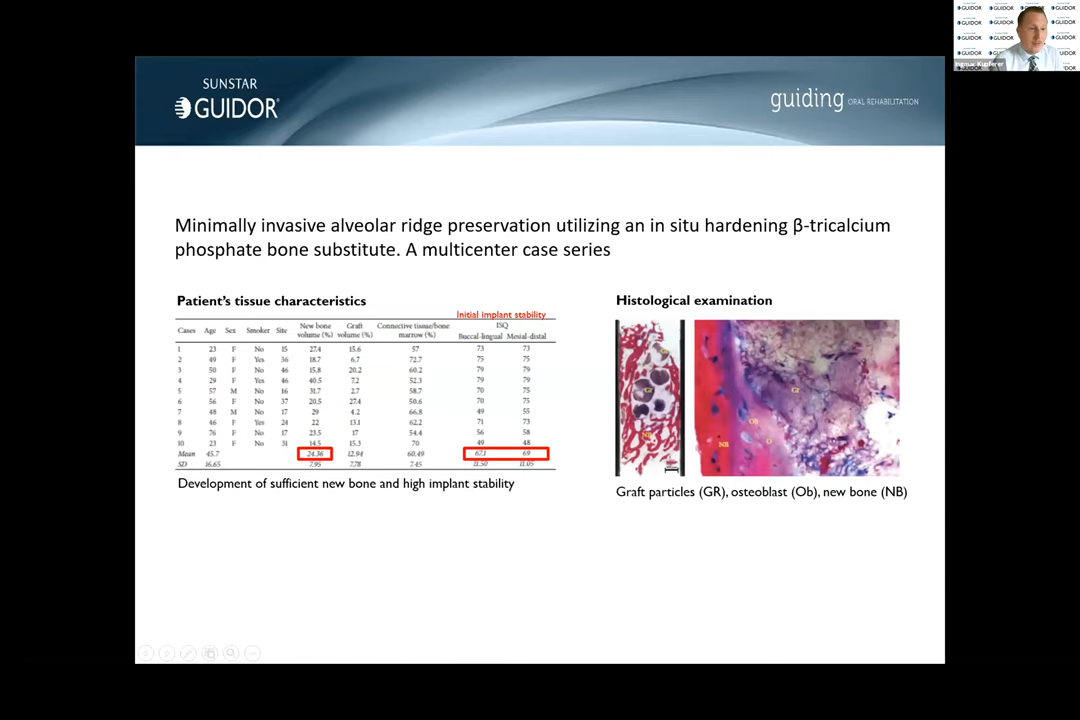 Ingmar Kupferer
SUNSTAR
GUIDOR®
guiding ORAL REHABILITATION
Minimally invasive alveolar ridge preservation utilizing an in situ hardening β-tricalcium
phosphate bone substitute. A multicenter case series
Patient's tissue characteristics
Initial implant stability
Cases Age Sex Smoker Site New bone volume (%) Graft volume (%) Connective tissue/bone marrow (%) ISQ Buccal-lingual Mesial-distal
1 23 F No 15 27.4 15.6 57 73 73
2 49 F Yes 36 18.7 6.7 72.7 75 75
3 50 F No 46 15.8 20.2 60.2 79 79
4 29 F Yes 46 40.5 7.2 52.3 79 79
5 57 M No 16 31.7 2.7 58.7 70 75
6 56 F No 37 20.5 27.4 50.6 70 75
7 48 M No 17 29 4.2 66.8 49 55
8 46 F Yes 24 22 13.1 62.2 71 73
9 76 F No 17 23.5 17 54.4 56 58
10 23 F No 31 14.5 15.3 70 49 48
Mean 45.7 24.36 12.94 60.49 67.1 69
SD 16.65 7.95 7.78 7.45 11.50 11.05
Development of sufficient new bone and high implant stability
Histological examination
Gr
OB
NB
Graft particles (GR), osteoblast (Ob), new bone (NB)